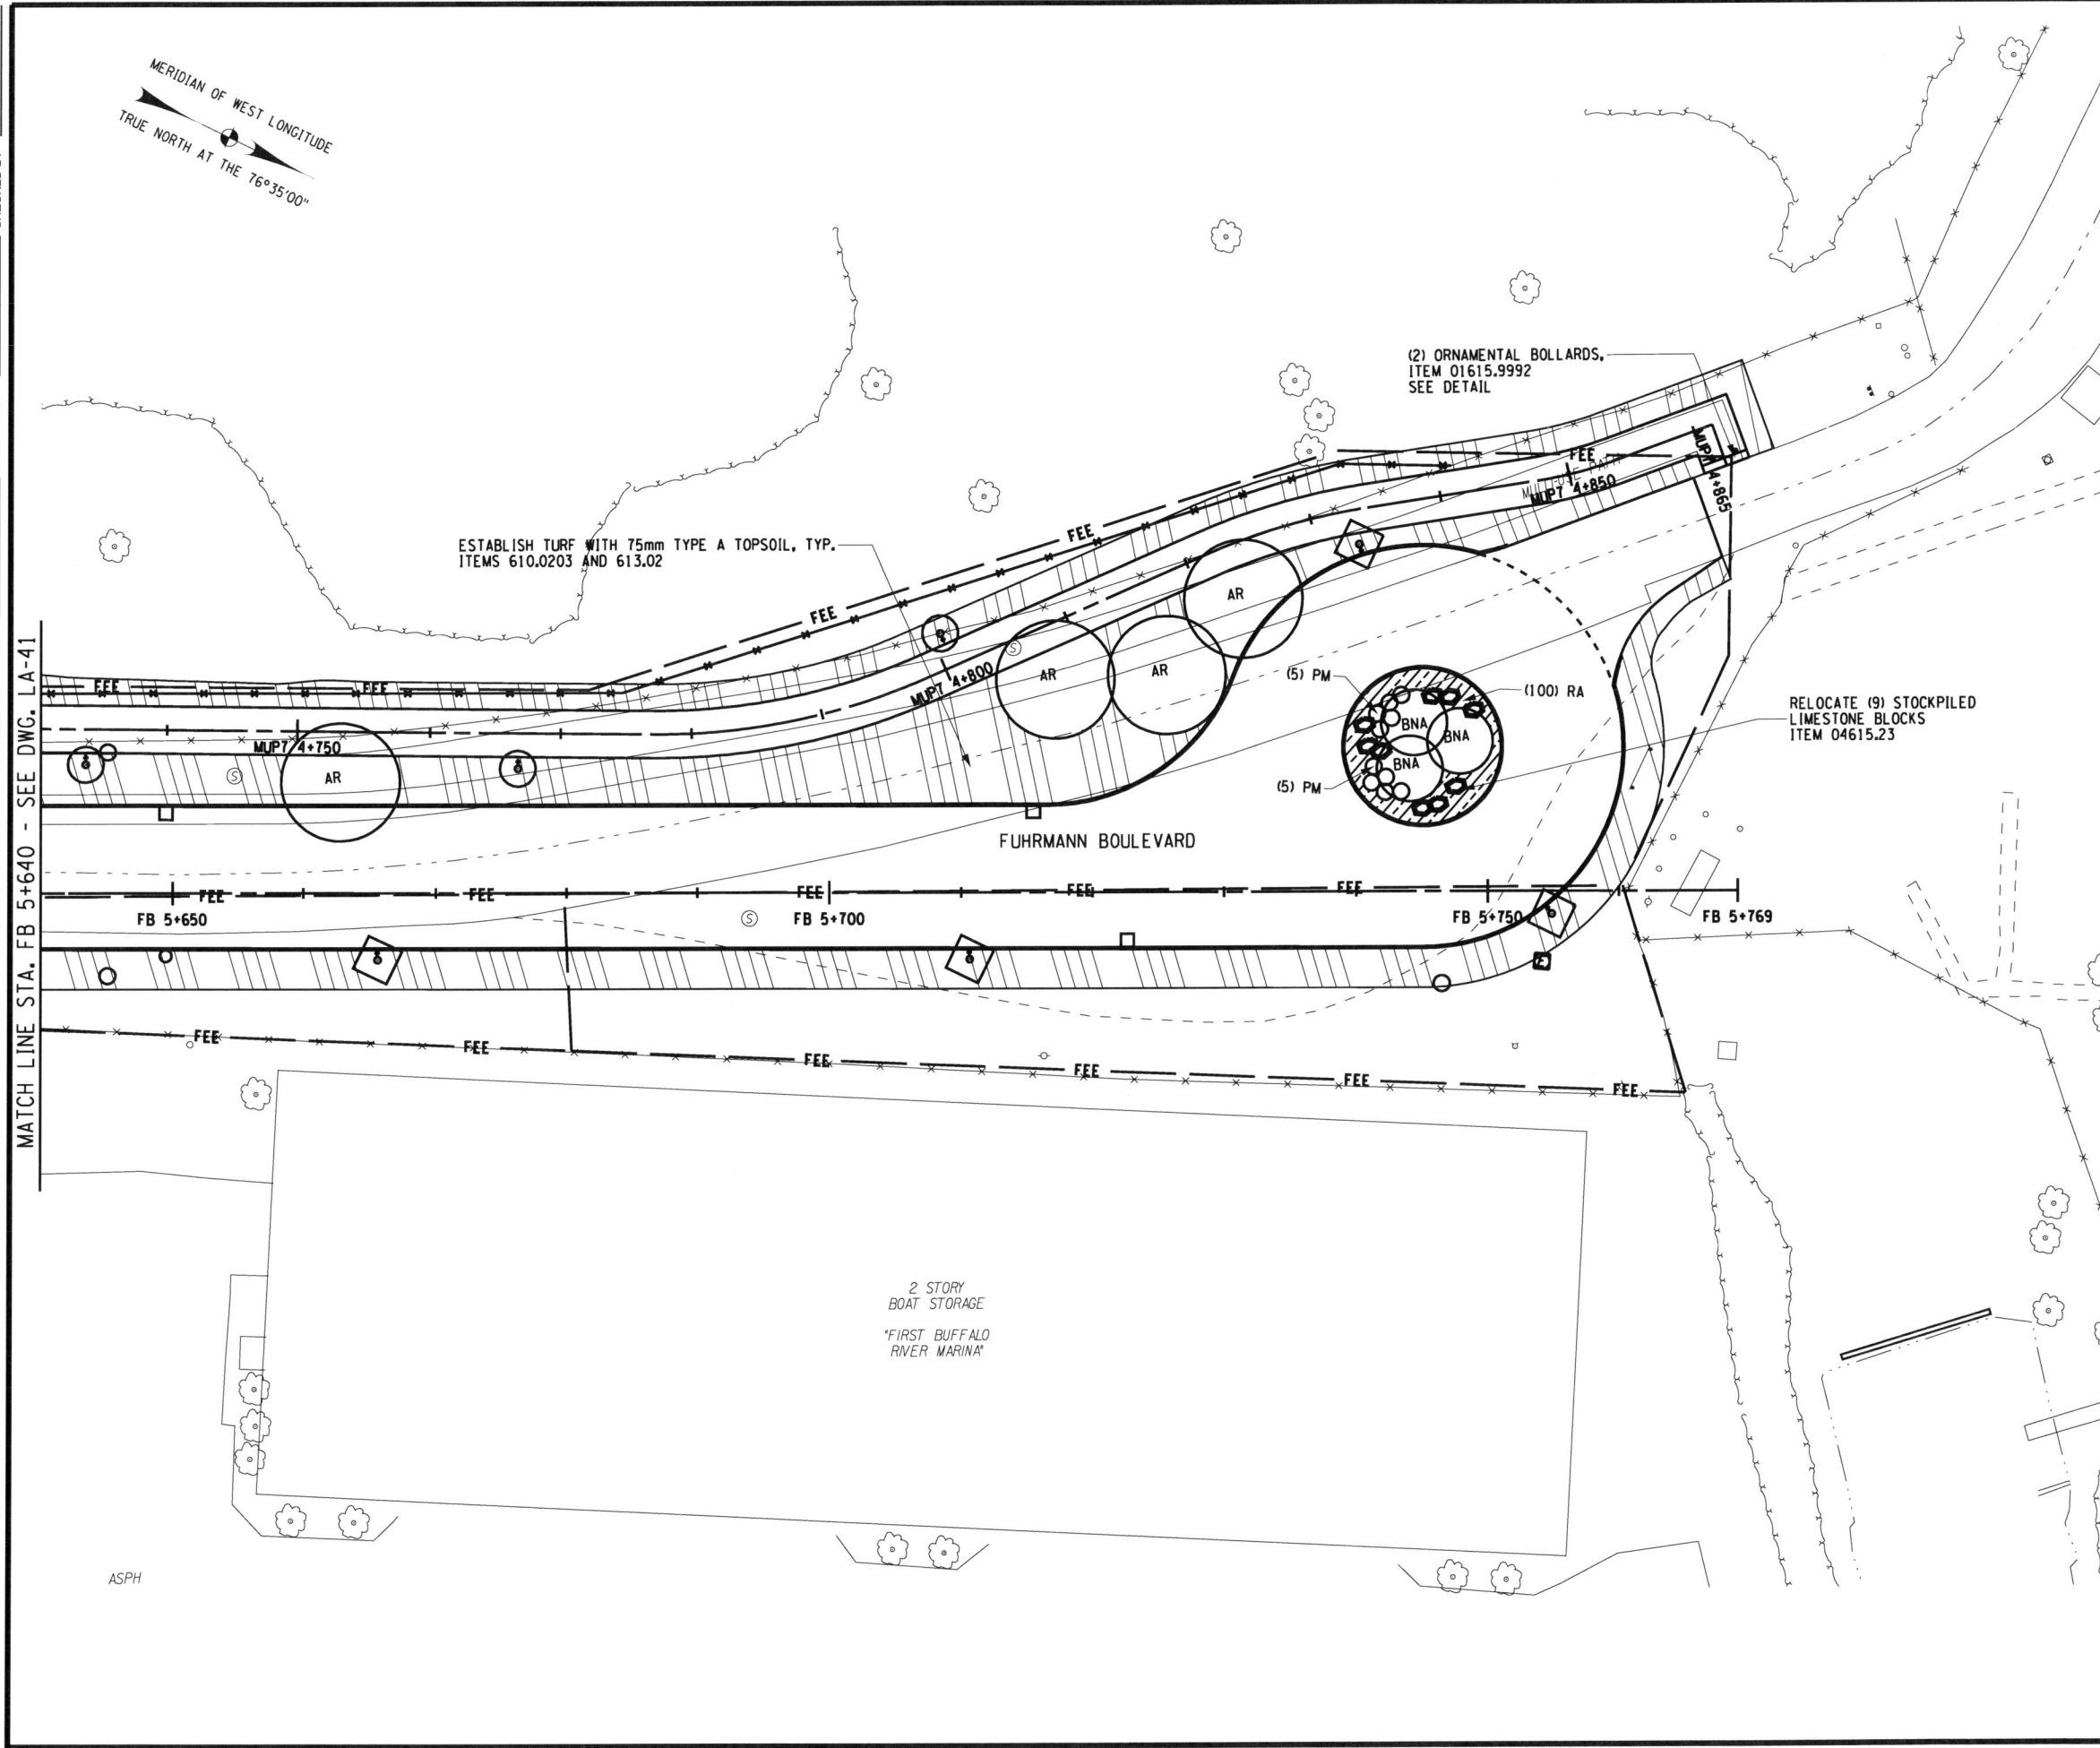 MERIDIAN OF WEST LONGITUDE
TRUE NORTH AT THE 76°35'00"
(2) ORNAMENTAL BOLLARDS,
ITEM 01615.9992
SEE DETAIL
FEE
MUP7 4+850
4+865
ESTABLISH TURF WITH 75mm TYPE A TOPSOIL, TYP.
ITEMS 610.0203 AND 613.02
FEE
FEE
AR
AR
AR
S
MUP7 4+800
FEE
FEE
MUP7 4+750
AR
S
(5) PM
(100) RA
BNA
BNA
BNA
(5) PM
RELOCATE (9) STOCKPILED
LIMESTONE BLOCKS
ITEM 04615.23
FUHRMANN BOULEVARD
MATCH LINE STA. FB 5+640 - SEE DWG. LA-41
FEE
FEE
FEE
FEE
FEE
FB 5+650
S
FB 5+700
FB 5+750
FB 5+769
E
FEE
FEE
FEE
FEE
FEE
FEE
2 STORY
BOAT STORAGE
"FIRST BUFFALO
RIVER MARINA"
ASPH